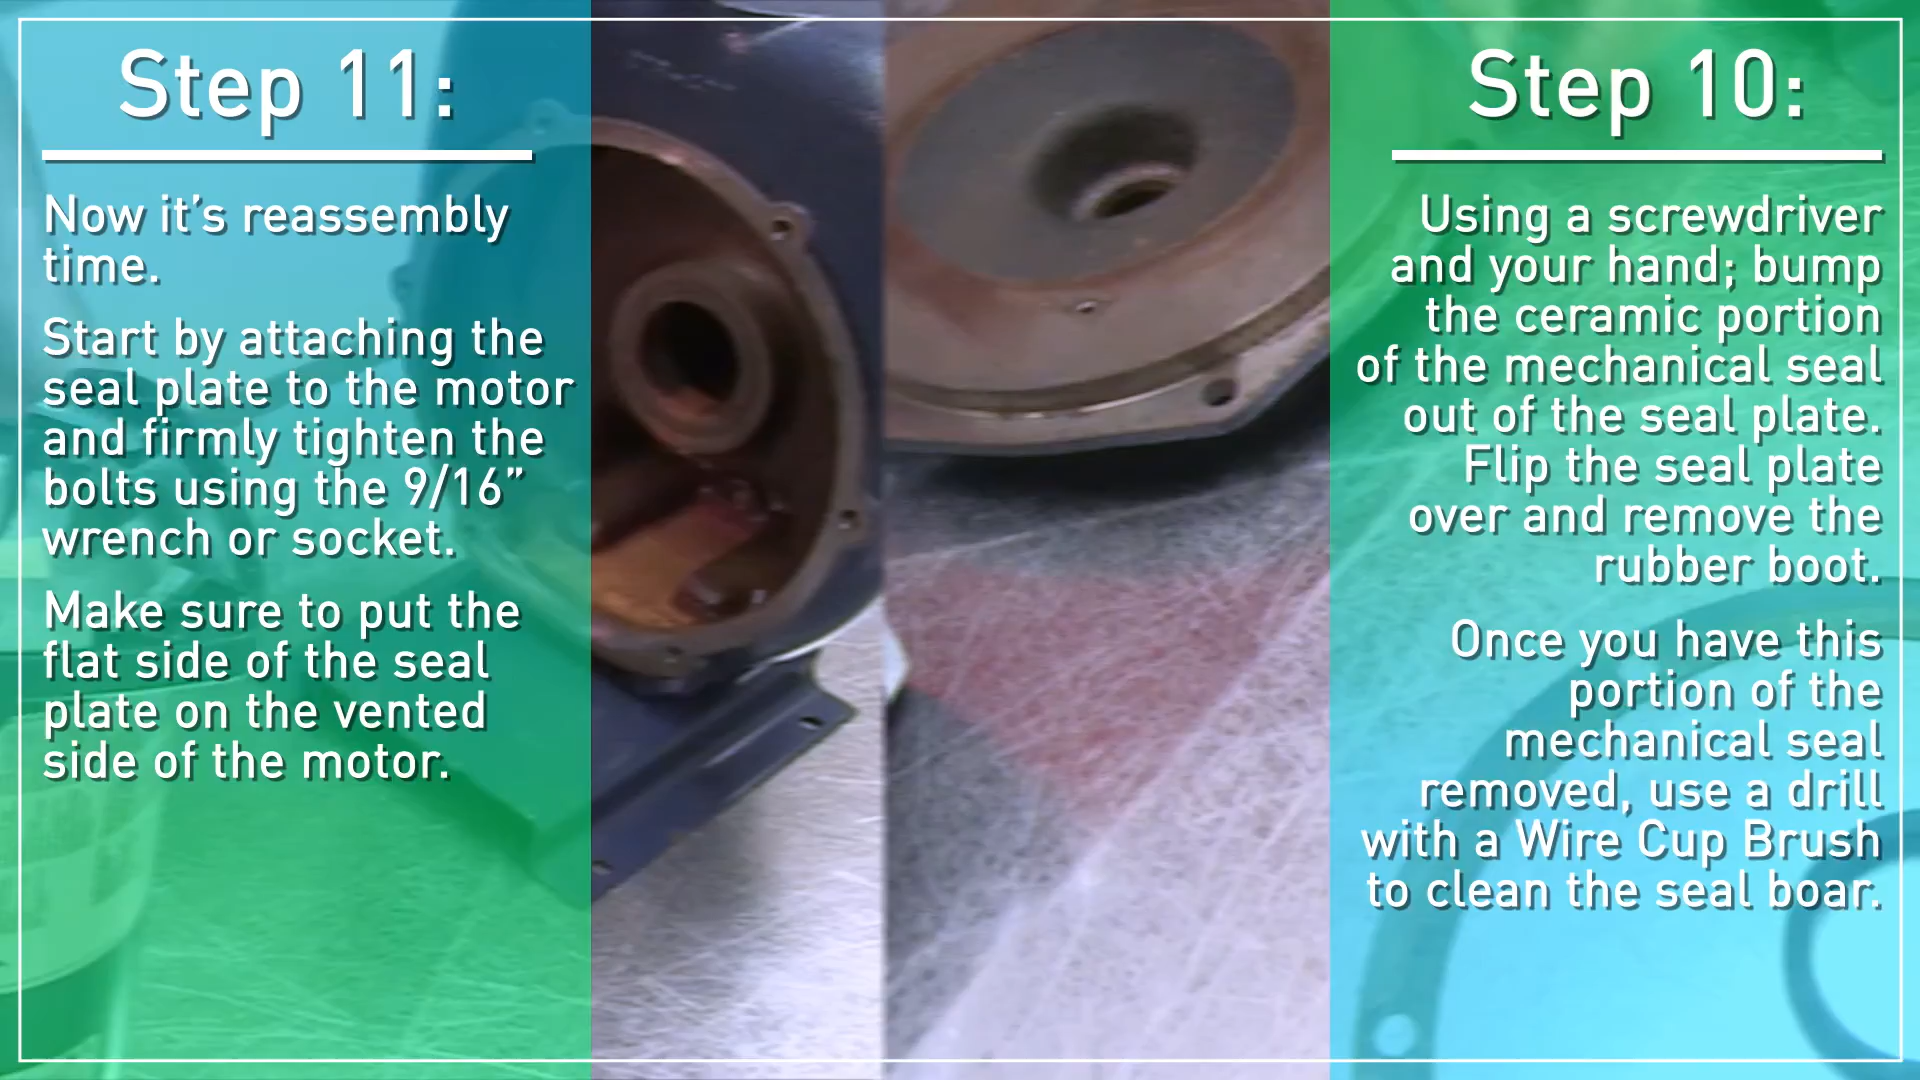 Step 11:
Now it’s reassembly
time.
Start by attaching the
seal plate to the motor
and firmly tighten the
bolts using the 9/16”
wrench or socket.
Make sure to put the
flat side of the seal
plate on the vented
side of the motor.
Step 10:
Using a screwdriver
and your hand; bump
the ceramic portion
of the mechanical seal
out of the seal plate.
Flip the seal plate
over and remove the
rubber boot.
Once you have this
portion of the
mechanical seal
removed, use a drill
with a Wire Cup Brush
to clean the seal boar.